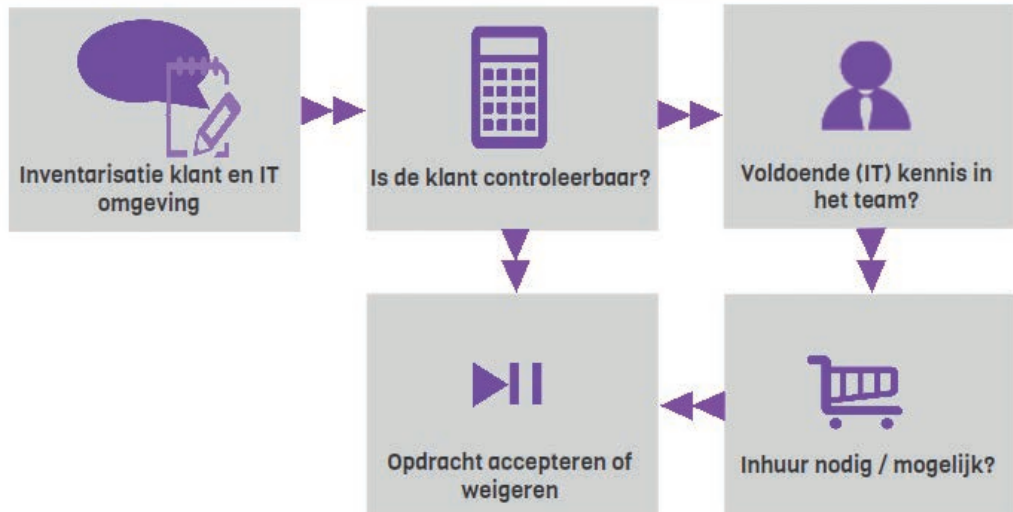 Inventarisatie klant en IT
omgeving
Is de klant controleerbaar?
Voldoende (IT) kennis in
het team?
Opdracht accepteren of
weigeren
Inhuur nodig / mogelijk?